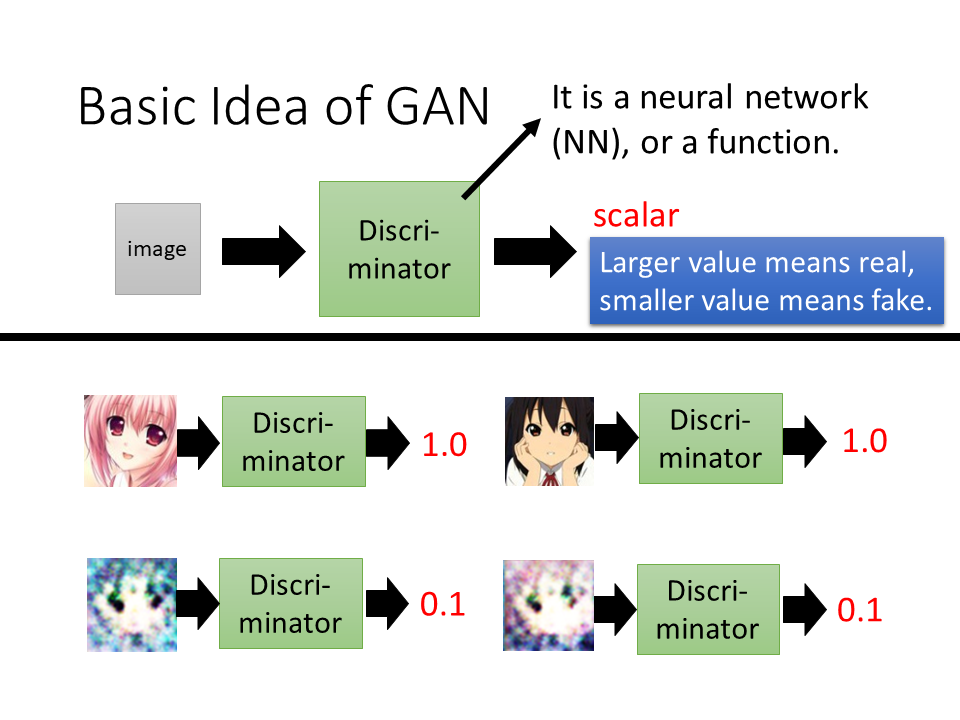 Basic Idea of GAN
It is a neural network
(NN), or a function.
image
Discri-
minator
scalar
Larger value means real,
smaller value means fake.
Discri-
minator
1.0
Discri-
minator
1.0
Discri-
minator
0.1
Discri-
minator
0.1